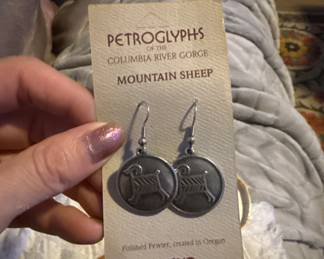 PETROGLYPHS
OF THE
COLUMBIA RIVER GORGE
MOUNTAIN SHEEP
Polished Pewter, created in Oregon